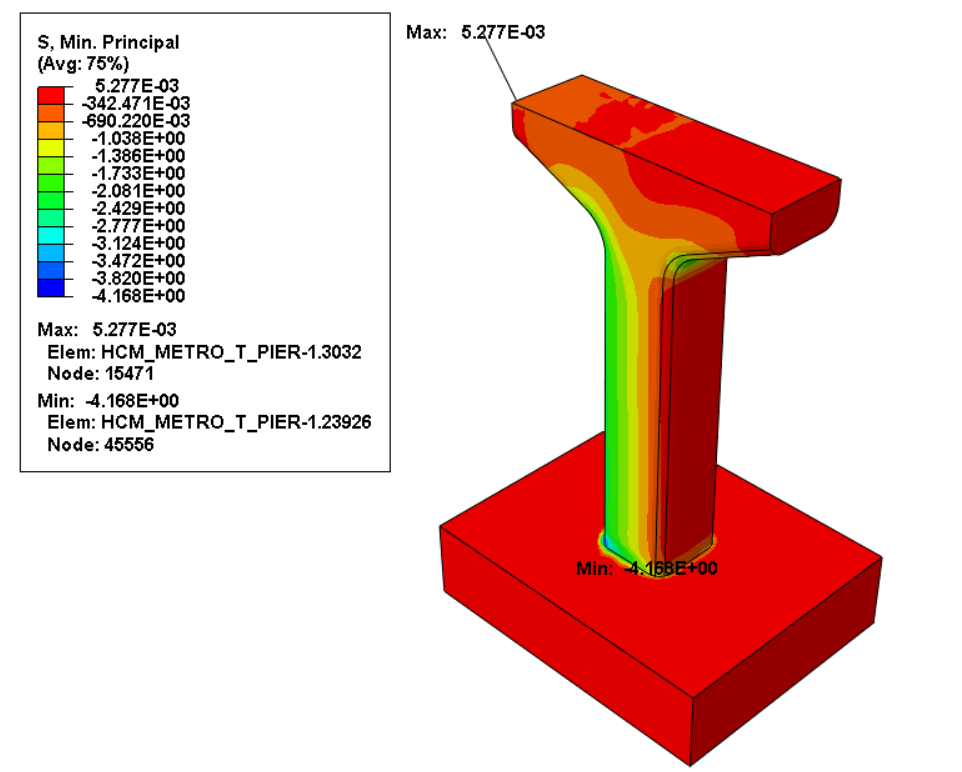 S, Min. Principal
(Avg: 75%)
5.277E-03
-342.471E-03
-690.220E-03
-1.038E+00
-1.386E+00
-1.733E+00
-2.081E+00
-2.429E+00
-2.777E+00
-3.124E+00
-3.472E+00
-3.820E+00
-4.168E+00
Max: 5.277E-03
Elem: HCM_METRO_T_PIER-1.3032
Node: 15471
Min: -4.168E+00
Elem: HCM_METRO_T_PIER-1.23926
Node: 45556
Max: 5.277E-03
Min: -4.168E+00